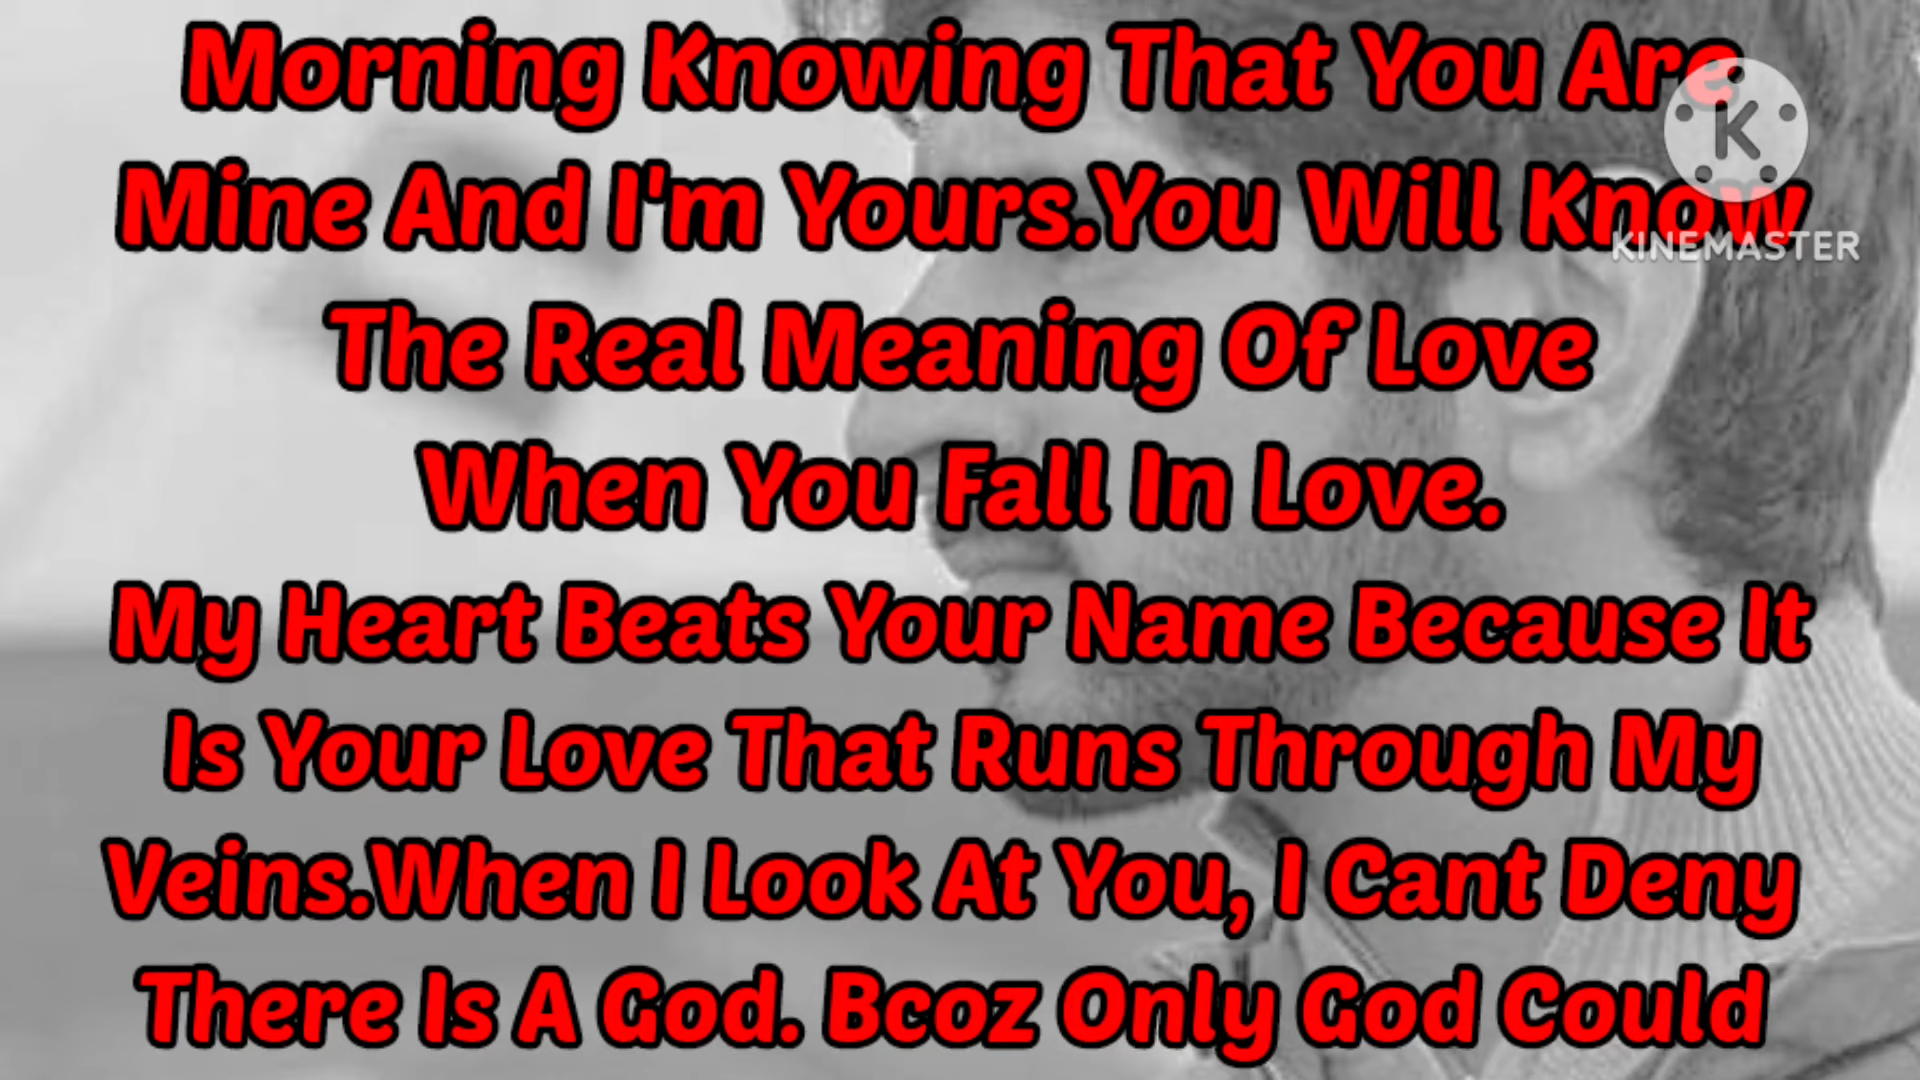 Morning Knowing That You Are
Mine And I'm Yours.You Will Know
KINEMASTER
The Real Meaning Of Love
When You Fall In Love.
My Heart Beats Your Name Because It
Is Your Love That Runs Through My
Veins.When I Look At You, I Cant Deny
There Is A God. Bcoz Only God Could